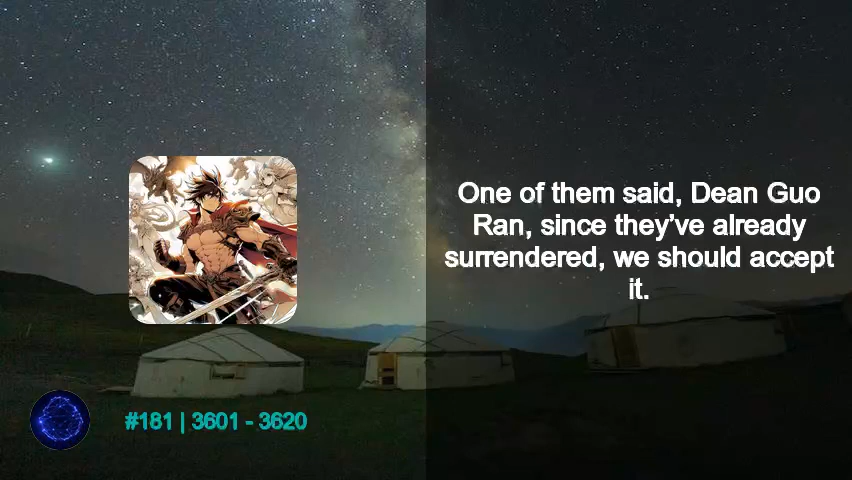 One of them said, Dean Guo
Ran, since they've already
surrendered, we should accept
it.
#181 | 3601 - 3620